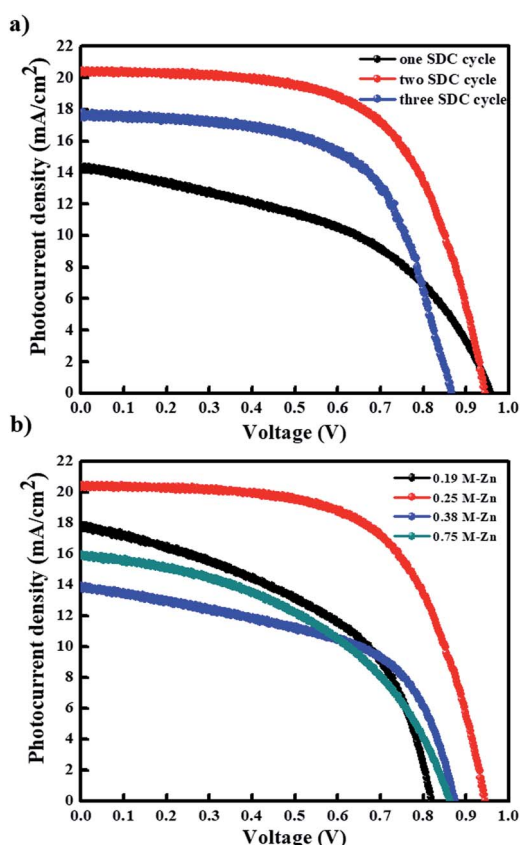 a)
22
20
18
16
14
12
10
8
6
4
2
0
Photocurrent density (mA/cm²)
one SDC cycle
two SDC cycle
three SDC cycle
0.0 0.1 0.2 0.3 0.4 0.5 0.6 0.7 0.8 0.9 1.0
Voltage (V)
b)
22
20
18
16
14
12
10
8
6
4
2
0
Photocurrent density (mA/cm²)
0.19 M-Zn
0.25 M-Zn
0.38 M-Zn
0.75 M-Zn
0.0 0.1 0.2 0.3 0.4 0.5 0.6 0.7 0.8 0.9 1.0
Voltage (V)